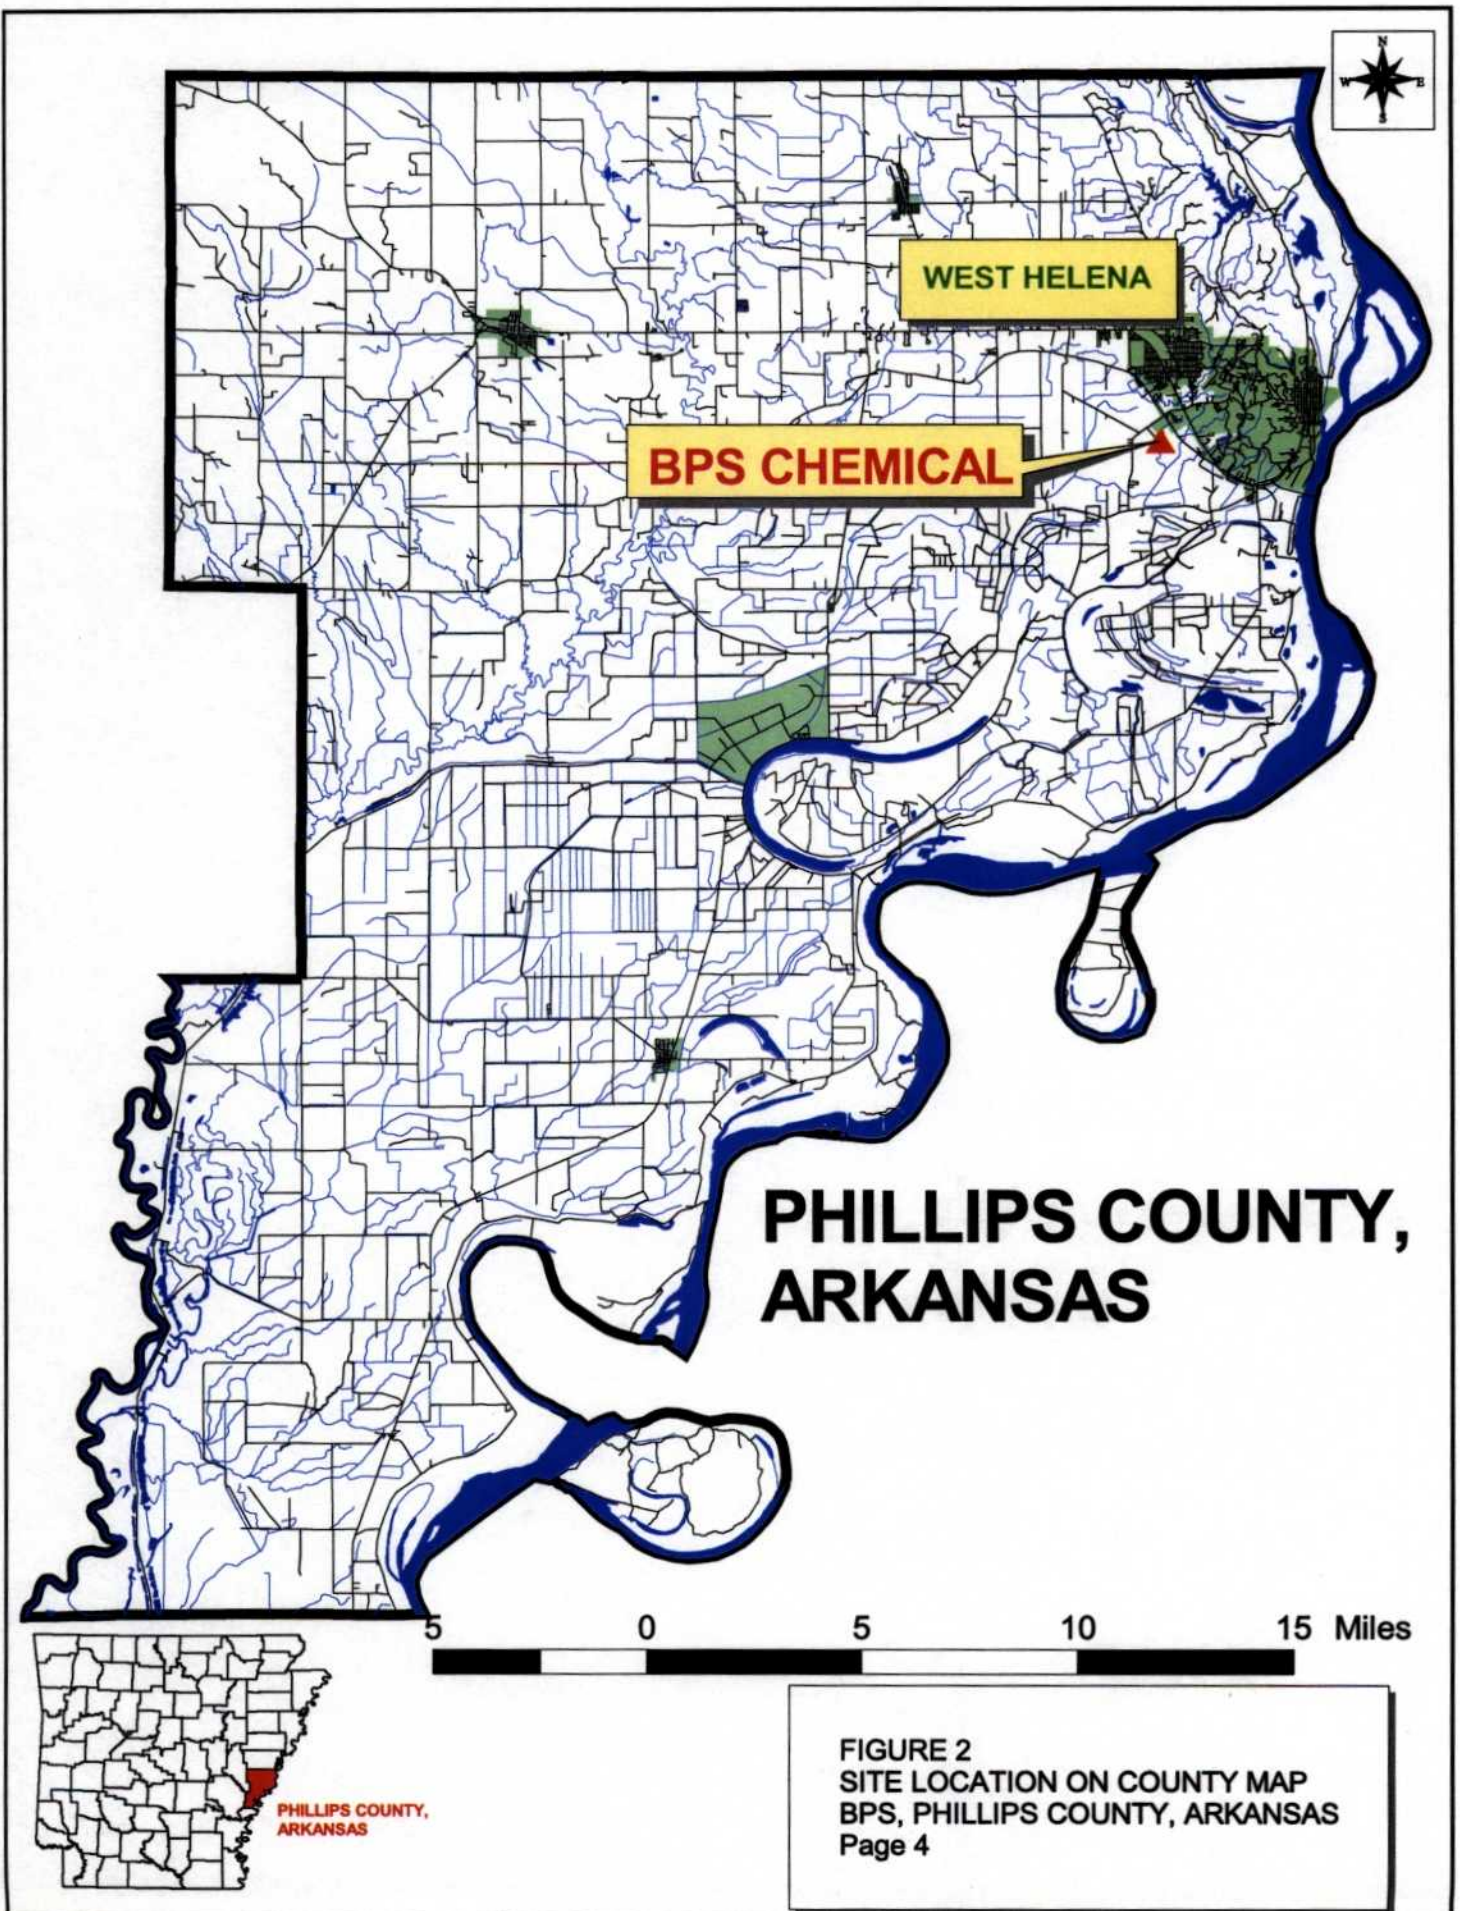 N
W E
S
WEST HELENA
BPS CHEMICAL
PHILLIPS COUNTY,
ARKANSAS
5 0 5 10 15 Miles
PHILLIPS COUNTY,
ARKANSAS
FIGURE 2
SITE LOCATION ON COUNTY MAP
BPS, PHILLIPS COUNTY, ARKANSAS
Page 4